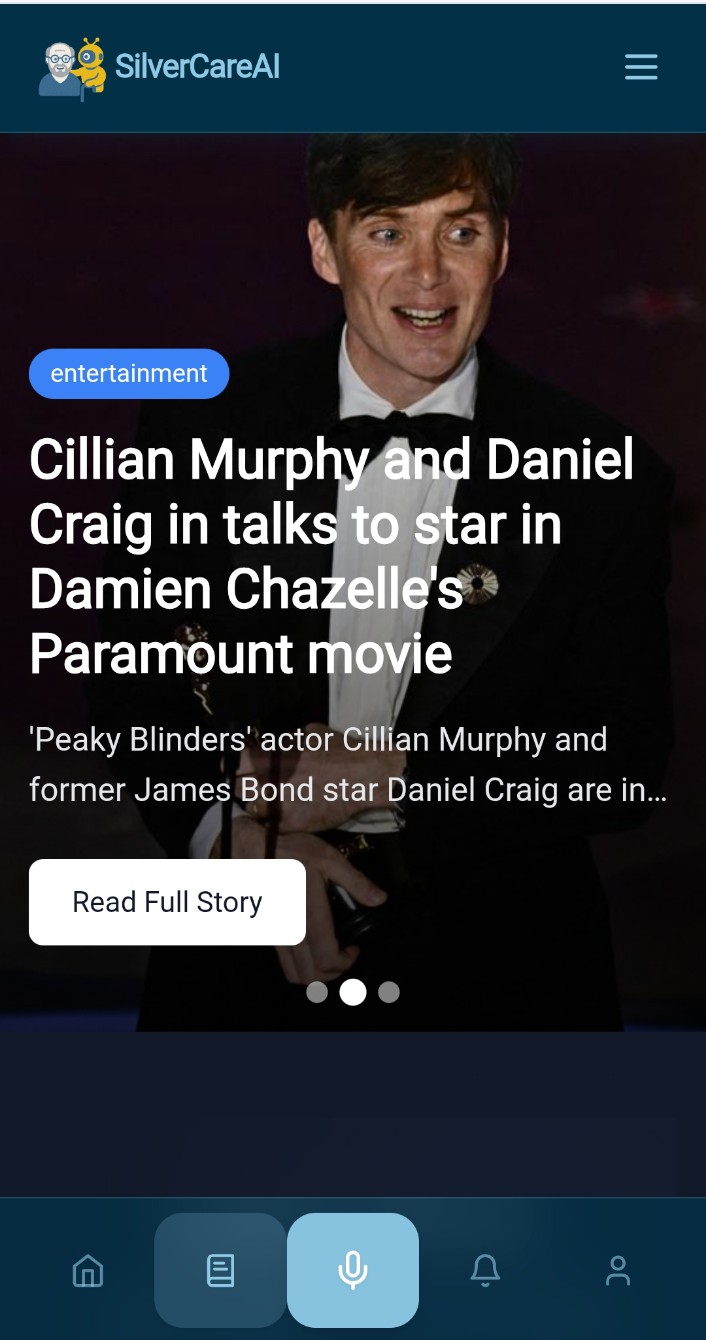 SilverCareAI
entertainment
Cillian Murphy and Daniel
Craig in talks to star in
Damien Chazelle's
Paramount movie
'Peaky Blinders' actor Cillian Murphy and
former James Bond star Daniel Craig are in...
Read Full Story